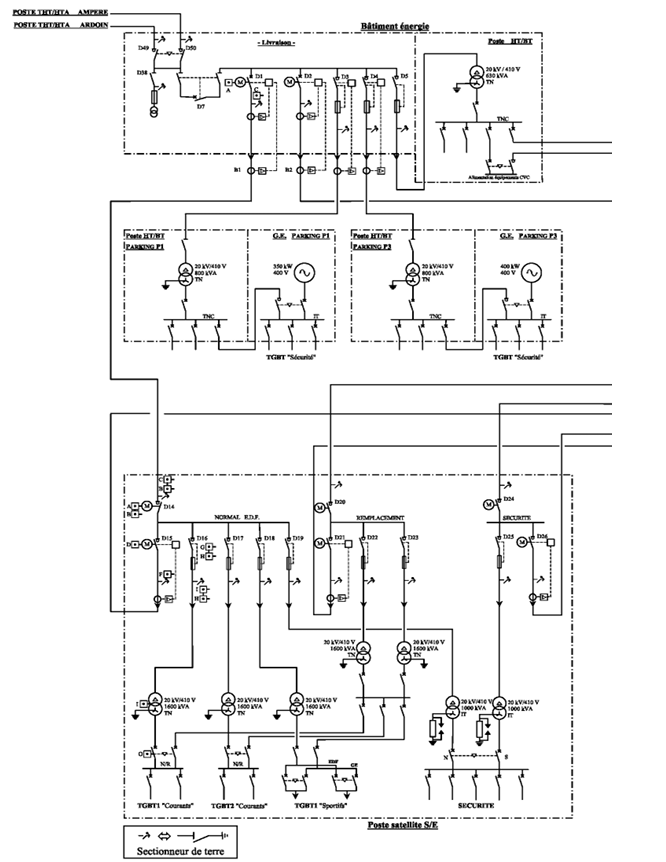 POSTE THT/HTA AMPERE
POSTE THT/HTA ARDOIN
Bâtiment énergie
- Livraison -
Poste HT/BT
D49
D50
D38
D7
A
M
D1
C
M
D2
D3
D4
D5
20 kV / 410 V
630 kVA
TN
TNC
Alimentation équipements CVC
B1
B2
Poste HT/BT
PARKING P1
G.E. PARKING P1
20 kV/410 V
800 kVA
TN
350 kW
400 V
TNC
IT
TGBT "Sécurité"
Poste HT/BT
PARKING P3
G.E. PARKING P3
20 kV/410 V
800 kVA
TN
400 kW
400 V
TNC
IT
TGBT "Sécurité"
A
B
M
D14
NORMAL E.D.F.
D
M
D15
D16
D17
D18
D19
G
H
F
I
H
M
D20
REMPLACEMENT
M
D21
D22
D23
M
D24
SECURITE
D25
M
D26
20 kV/410 V
1600 kVA
TN
20 kV/410 V
1600 kVA
TN
I
20 kV/410 V
1600 kVA
TN
20 kV/410 V
1600 kVA
TN
20 kV/410 V
1600 kVA
TN
20 kV/410 V
1000 kVA
IT
20 kV/410 V
1000 kVA
IT
G
N/R
N/R
EDF
GE
N
S
TGBT1 "Courants"
TGBT2 "Courants"
TGBT1 "Sportifs"
SECURITE
Poste satellite S/E
Sectionneur de terre